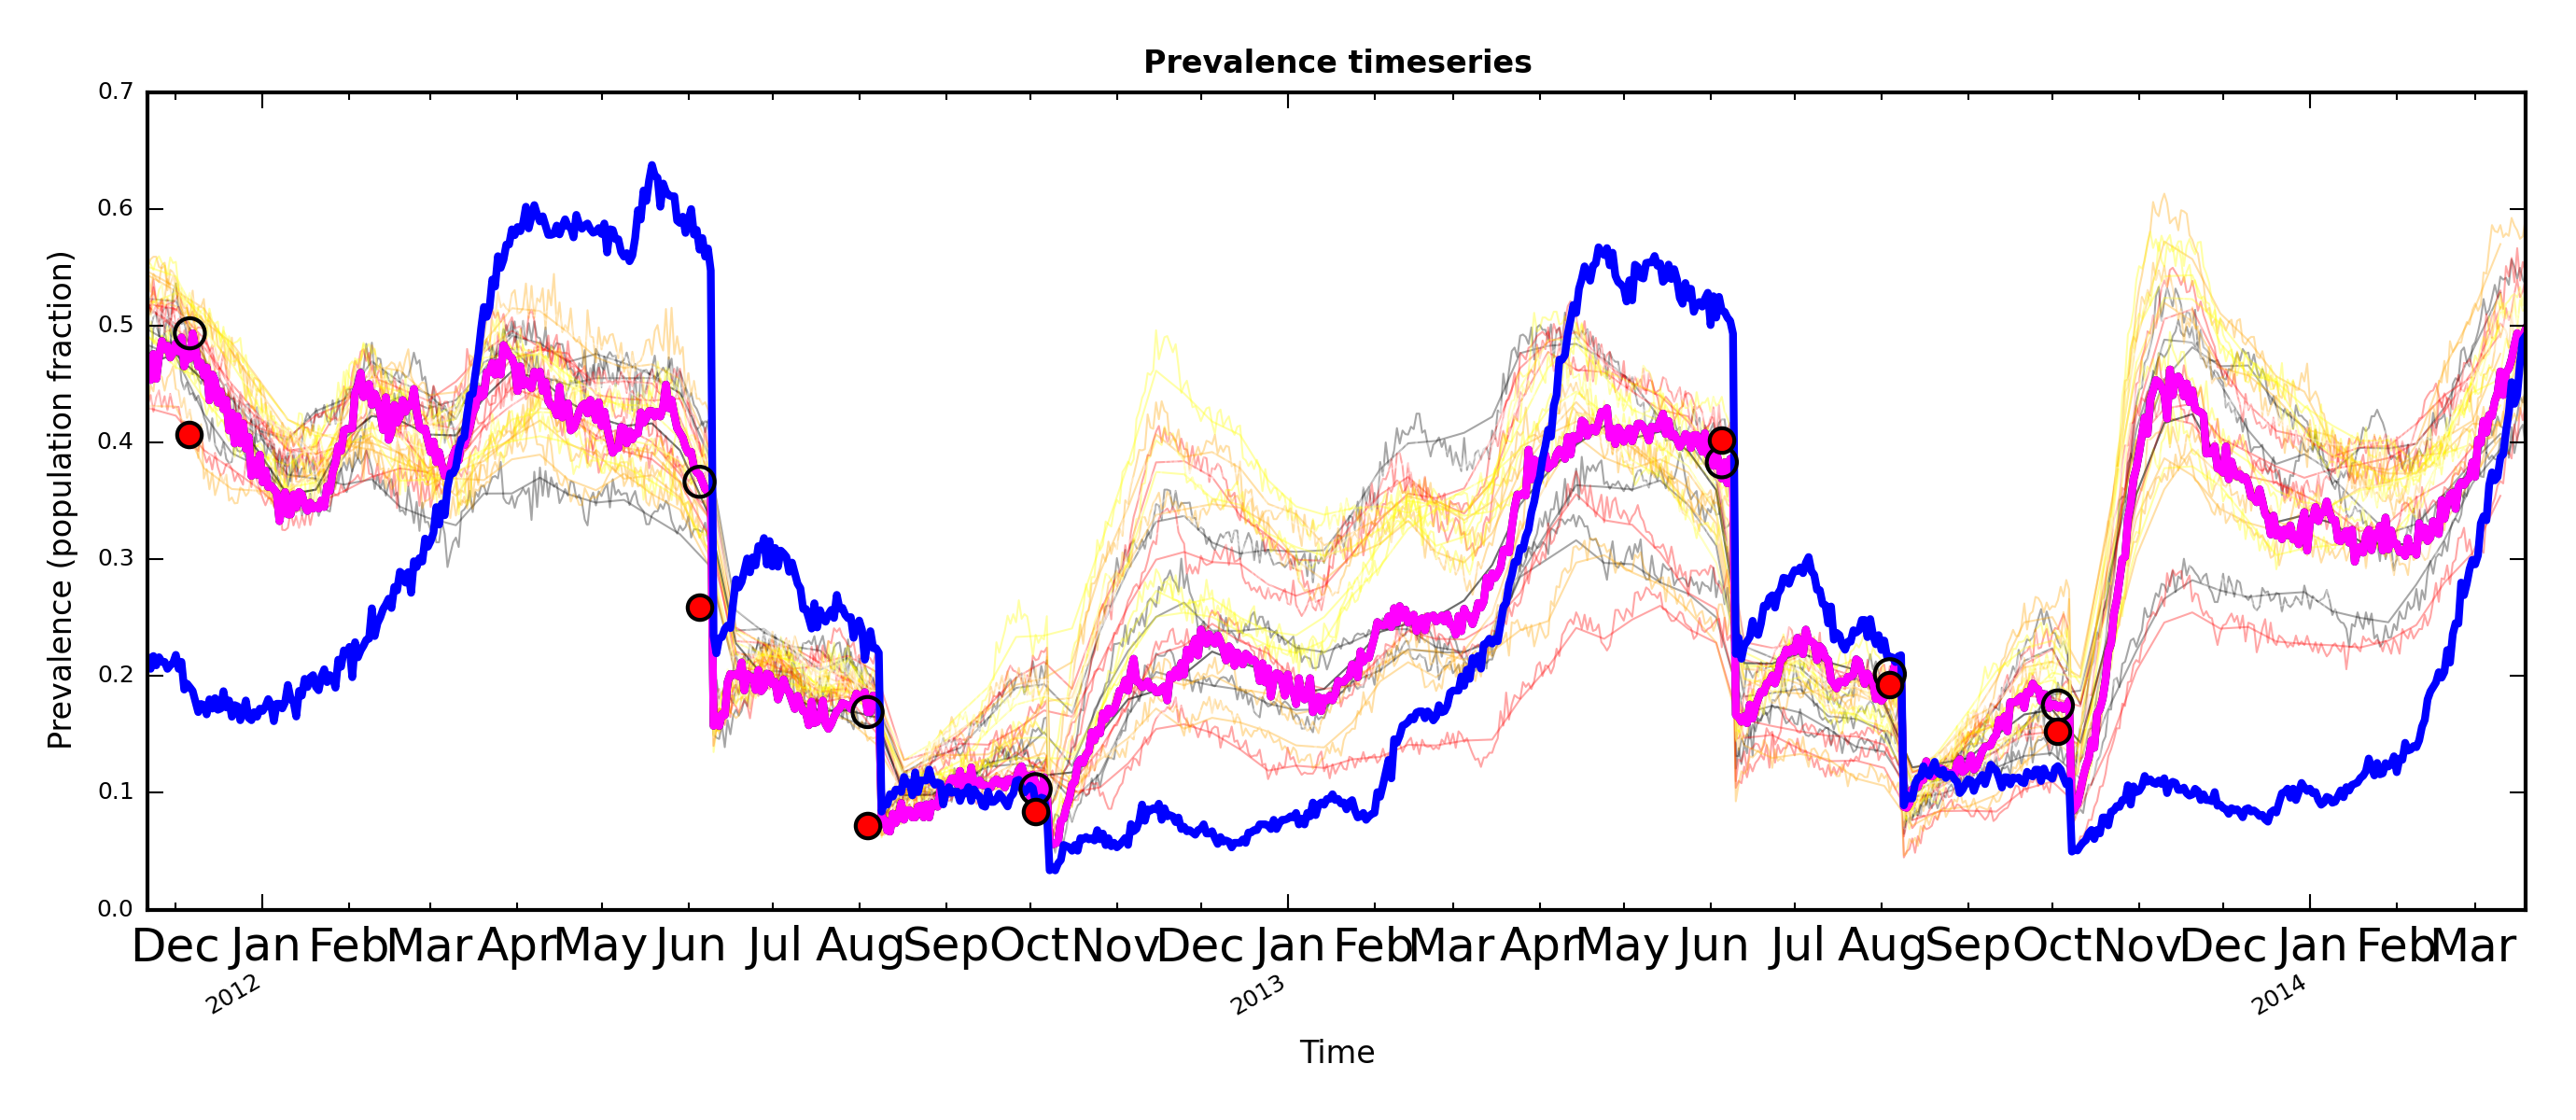 Prevalence timeseries
0.7
0.6
0.5
0.4
0.3
0.2
0.1
0.0
Prevalence (population fraction)
Dec Jan Feb Mar Apr May Jun Jul Aug Sep Oct Nov Dec Jan Feb Mar Apr May Jun Jul Aug Sep Oct Nov Dec Jan Feb Mar
2012 2013 2014
Time